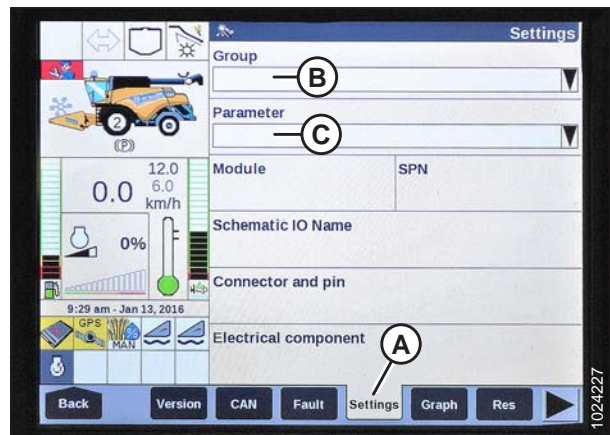 Settings
Group
B
Parameter
C
2
(P)
12.0
6.0
0.0 km/h
Module SPN
Schematic IO Name
0%
F
Connector and pin
9:29 am - Jan 13, 2016
GPS
MAN
Electrical component
A
Back Version CAN Fault Settings Graph Res
1024227